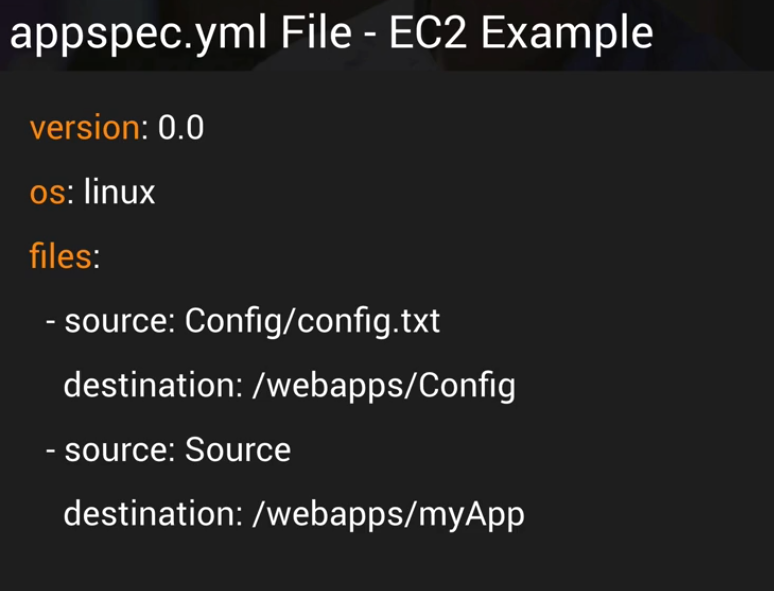 appspec.yml File - EC2 Example
version: 0.0
os: linux
files:
- source: Config/config.txt
destination: /webapps/Config
- source: Source
destination: /webapps/myApp